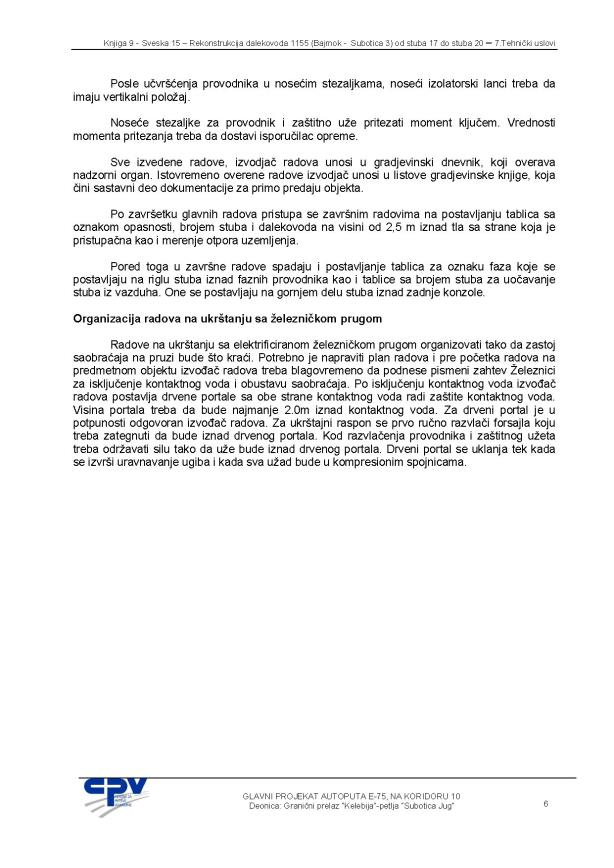 Knjiga 9 - Sveska 15 – Rekonstrukcija dalekovoda 1155 (Bajmok - Subotica 3) od stuba 17 do stuba 20 – 7.Tehnički uslovi
Posle učvršćenja provodnika u nosećim stezaljkama, noseći izolatorski lanci treba da
imaju vertikalni položaj.
Noseće stezaljke za provodnik i zaštitno uže pritezati moment ključem. Vrednosti
momenta pritezanja treba da dostavi isporučilac opreme.
Sve izvedene radove, izvodjač radova unosi u gradjevinski dnevnik, koji overava
nadzorni organ. Istovremeno overene radove izvodjač unosi u listove gradjevinske knjige, koja
čini sastavni deo dokumentacije za primo predaju objekta.
Po završetku glavnih radova pristupa se završnim radovima na postavljanju tablica sa
oznakom opasnosti, brojem stuba i dalekovoda na visini od 2,5 m iznad tla sa strane koja je
pristupačna kao i merenje otpora uzemljenja.
Pored toga u završne radove spadaju i postavljanje tablica za oznaku faza koje se
postavljaju na riglu stuba iznad faznih provodnika kao i tablice sa brojem stuba za uočavanje
stuba iz vazduha. One se postavljaju na gornjem delu stuba iznad zadnje konzole.
Organizacija radova na ukrštanju sa železničkom prugom
Radove na ukrštanju sa elektrificiranom železničkom prugom organizovati tako da zastoj
saobraćaja na pruzi bude što kraći. Potrebno je napraviti plan radova i pre početka radova na
predmetnom objektu izvođač radova treba blagovremeno da podnese pismeni zahtev Železnici
za isključenje kontaktnog voda i obustavu saobraćaja. Po isključenju kontaktnog voda izvođač
radova postavlja drvene portale sa obe strane kontaktnog voda radi zaštite kontaktnog voda.
Visina portala treba da bude najmanje 2.0m iznad kontaktnog voda. Za drveni portal je u
potpunosti odgovoran izvođač radova. Za ukrštajni raspon se prvo ručno razvlači forsajla koju
treba zategnuti da bude iznad drvenog portala. Kod razvlačenja provodnika i zaštitnog užeta
treba održavati silu tako da uže bude iznad drvenog portala. Drveni portal se uklanja tek kada
se izvrši uravnavanje ugiba i kada sva užad bude u kompresionim spojnicama.
CPV
GLAVNI PROJEKAT AUTOPUTA E-75, NA KORIDORU 10
Deonica: Granični prelaz "Kelebija"-petlja "Subotica Jug"
6